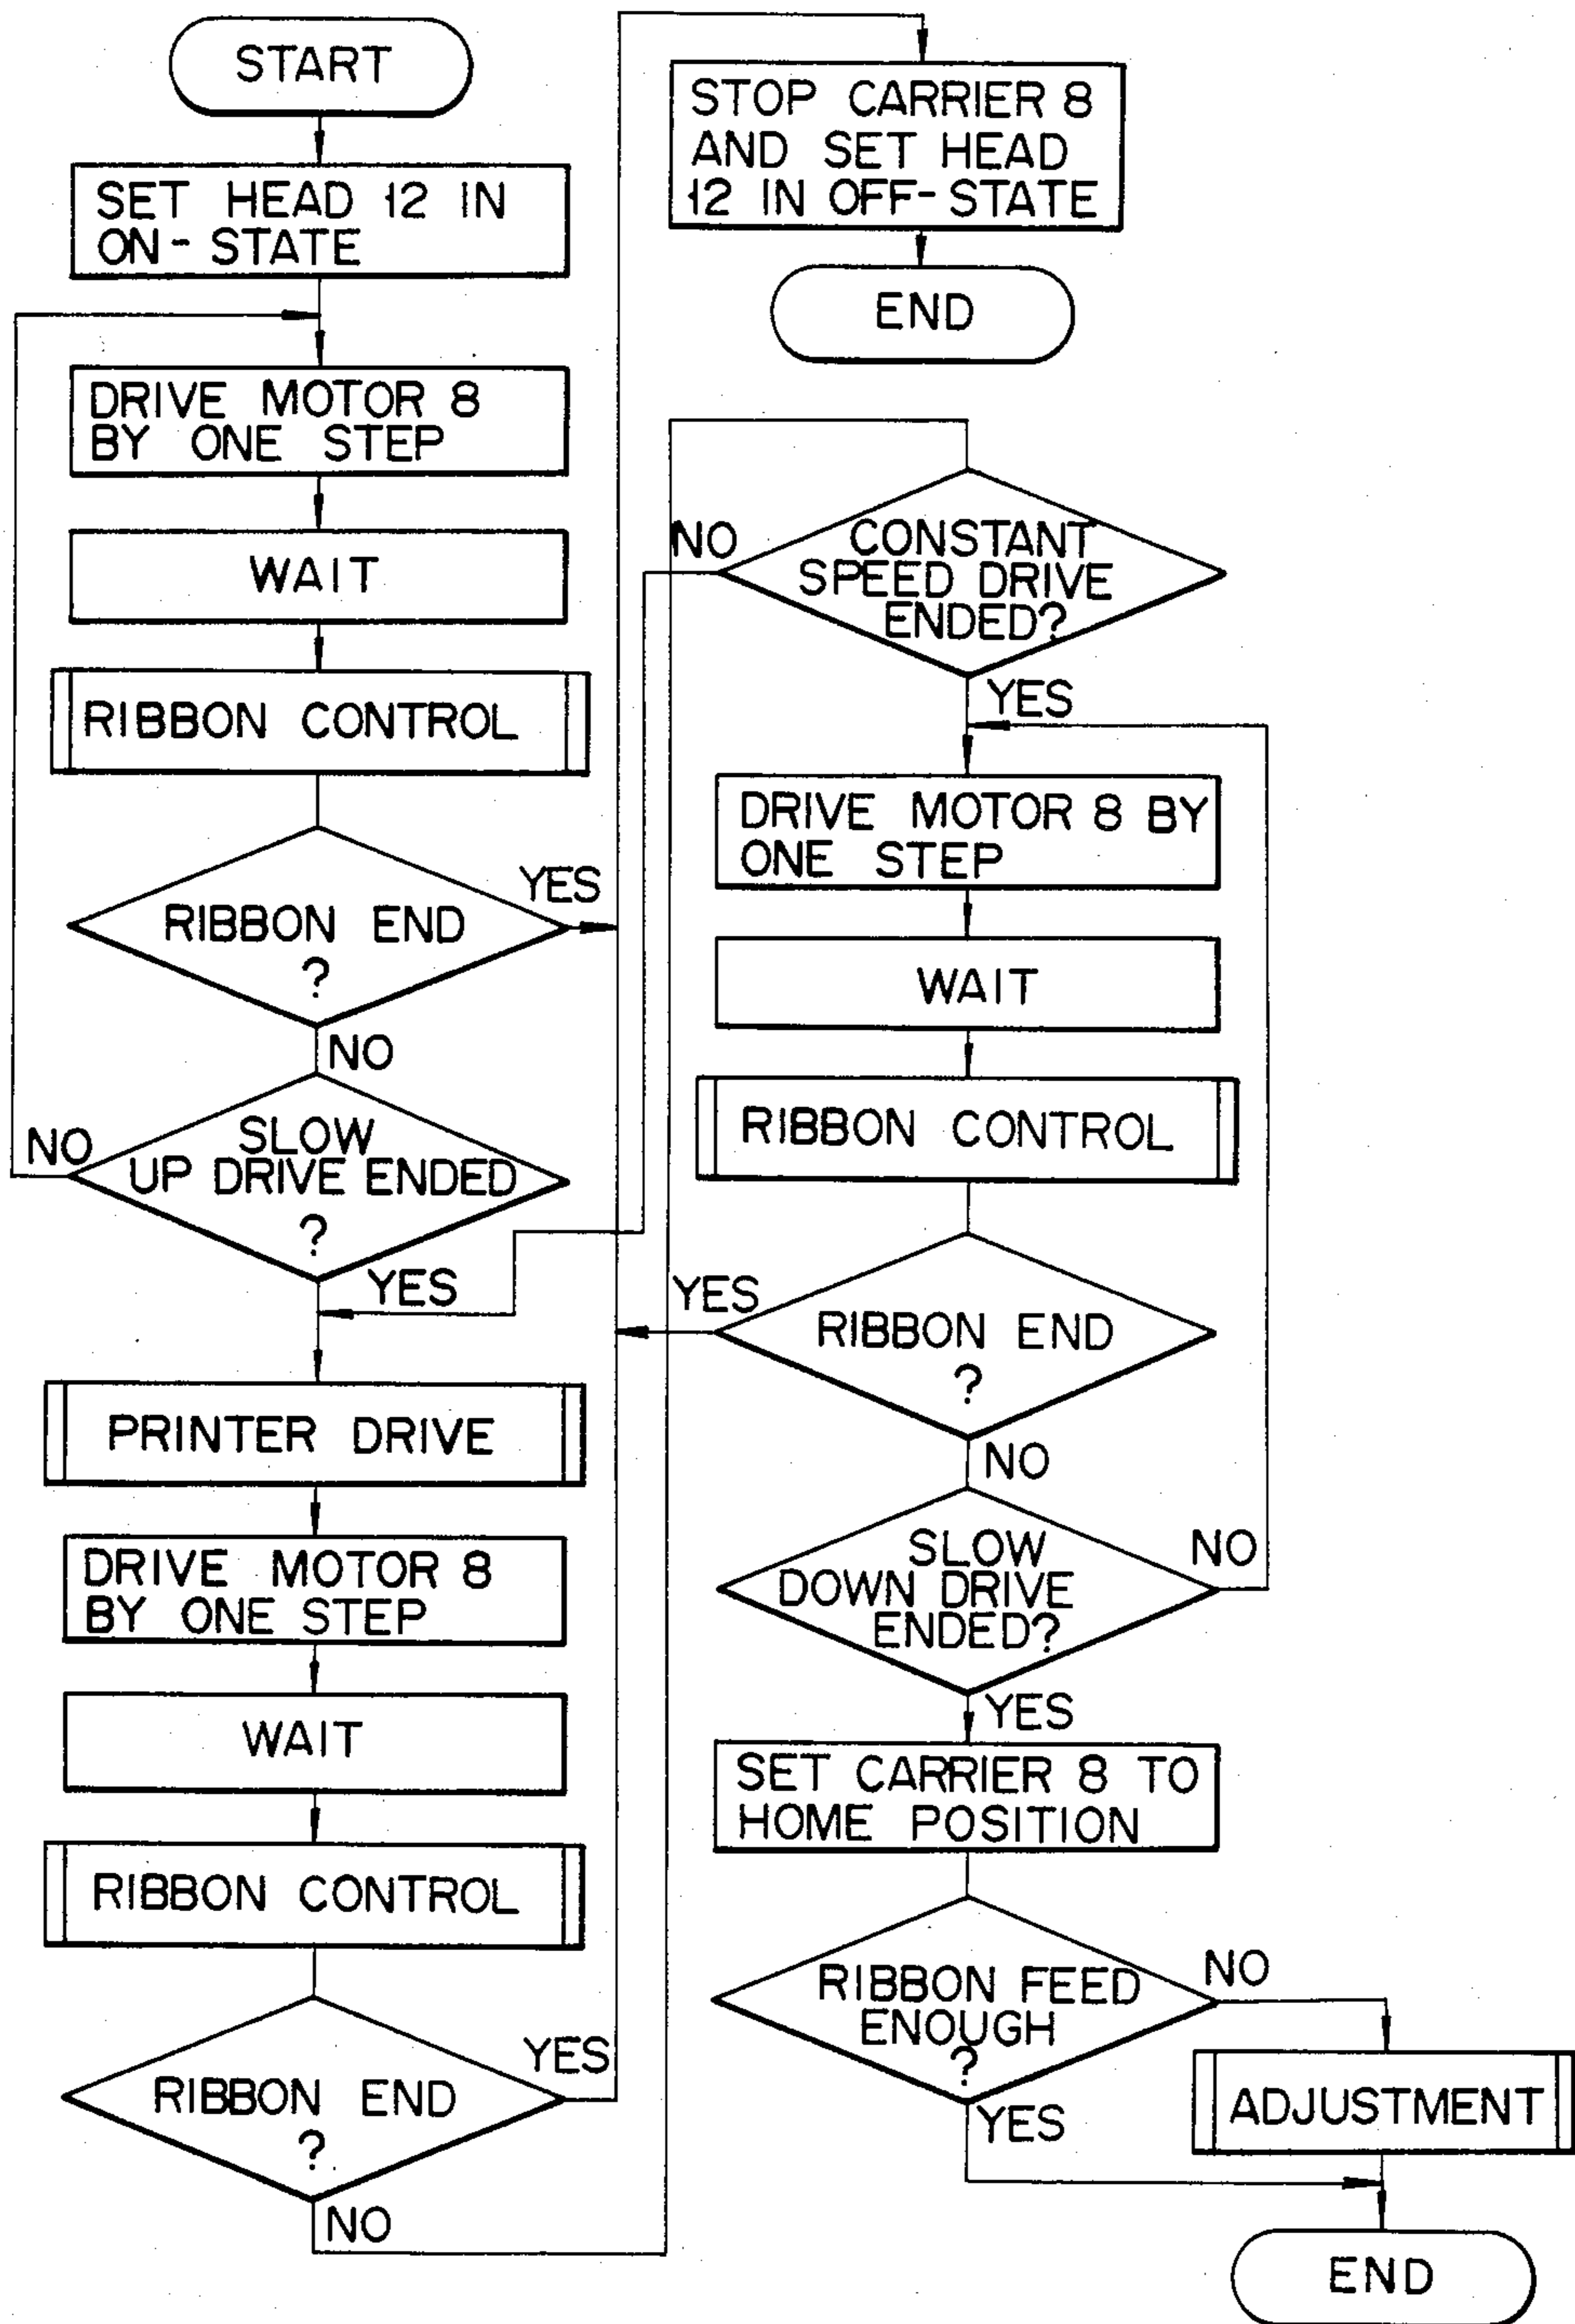 START
SET HEAD 12 IN
ON-STATE
DRIVE MOTOR 8
BY ONE STEP
WAIT
RIBBON CONTROL
RIBBON END
?
YES
NO
SLOW
UP DRIVE ENDED
?
NO
YES
PRINTER DRIVE
DRIVE MOTOR 8
BY ONE STEP
WAIT
RIBBON CONTROL
RIBBON END
?
YES
NO
STOP CARRIER 8
AND SET HEAD
12 IN OFF-STATE
END
CONSTANT
SPEED DRIVE
ENDED?
NO
YES
DRIVE MOTOR 8 BY
ONE STEP
WAIT
RIBBON CONTROL
RIBBON END
?
YES
NO
SLOW
DOWN DRIVE
ENDED?
NO
YES
SET CARRIER 8 TO
HOME POSITION
RIBBON FEED
ENOUGH
?
NO
YES
ADJUSTMENT
END